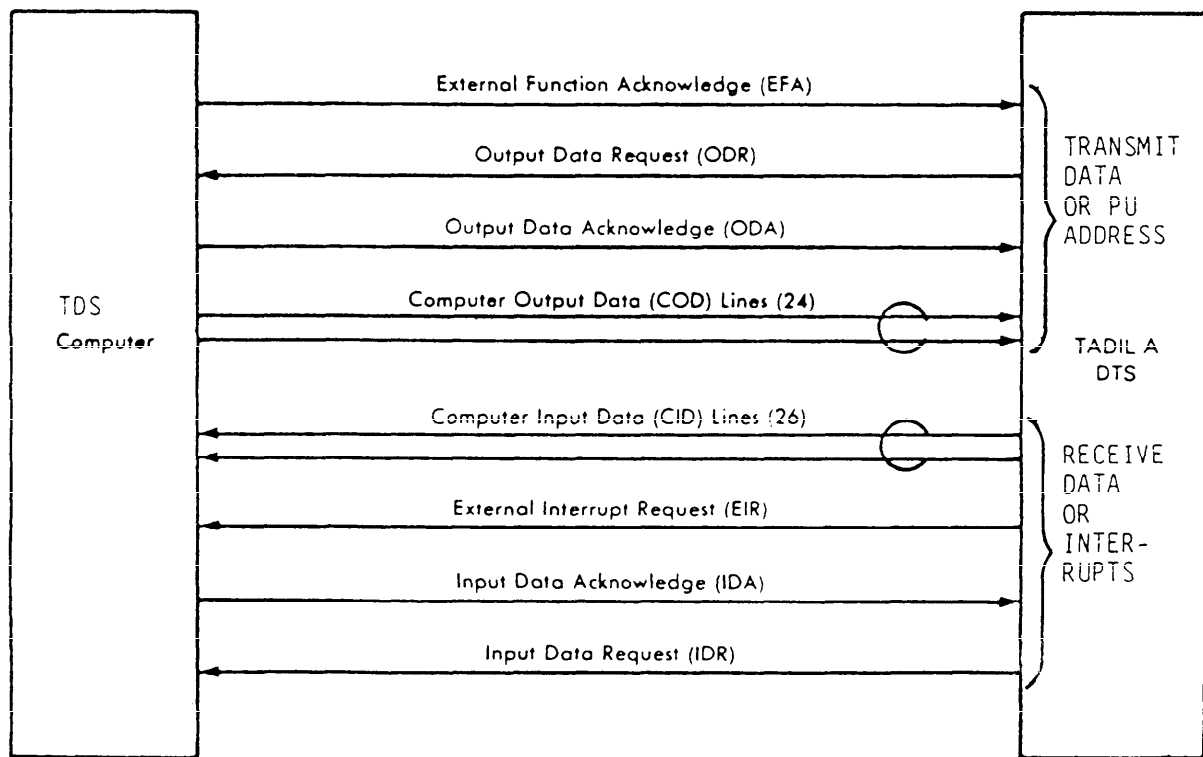 External Function Acknowledge (EFA)
Output Data Request (ODR)
Output Data Acknowledge (ODA)
Computer Output Data (COD) Lines (24)
TRANSMIT
DATA
OR PU
ADDRESS
TDS
Computer
TADIL A
DTS
Computer Input Data (CID) Lines (26)
External Interrupt Request (EIR)
Input Data Acknowledge (IDA)
Input Data Request (IDR)
RECEIVE
DATA
OR
INTER-
RUPTS